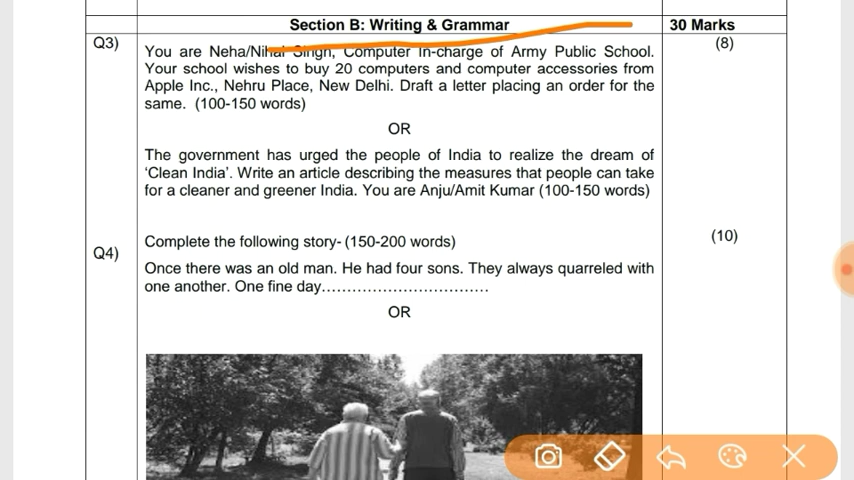 Section B: Writing & Grammar 30 Marks
Q3) (8)
You are Neha/Nihal Singh, Computer In-charge of Army Public School.
Your school wishes to buy 20 computers and computer accessories from
Apple Inc., Nehru Place, New Delhi. Draft a letter placing an order for the
same. (100-150 words)
OR
The government has urged the people of India to realize the dream of
‘Clean India’. Write an article describing the measures that people can take
for a cleaner and greener India. You are Anju/Amit Kumar (100-150 words)
(10)
Complete the following story- (150-200 words)
Q4)
Once there was an old man. He had four sons. They always quarreled with
one another. One fine day.................................
OR